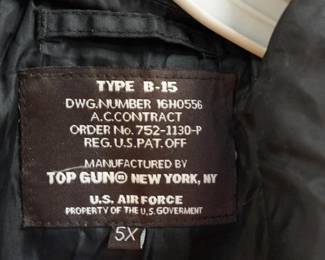 TYPE B-15
DWG.NUMBER 16H0556
A.C.CONTRACT
ORDER No. 752-1130-P
REG. U.S. PAT. OFF
MANUFACTURED BY
TOP GUN® NEW YORK, NY
U.S. AIR FORCE
PROPERTY OF THE U.S. GOVERMENT
5X